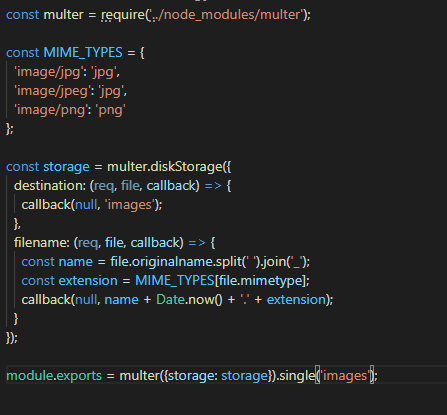 const multer = require('../node_modules/multer');
const MIME_TYPES = {
'image/jpg': 'jpg',
'image/jpeg': 'jpg',
'image/png': 'png'
};
const storage = multer.diskStorage({
destination: (req, file, callback) => {
callback(null, 'images');
},
filename: (req, file, callback) => {
const name = file.originalname.split(' ').join('_');
const extension = MIME_TYPES[file.mimetype];
callback(null, name + Date.now() + '.' + extension);
}
});
module.exports = multer({storage: storage}).single('images');